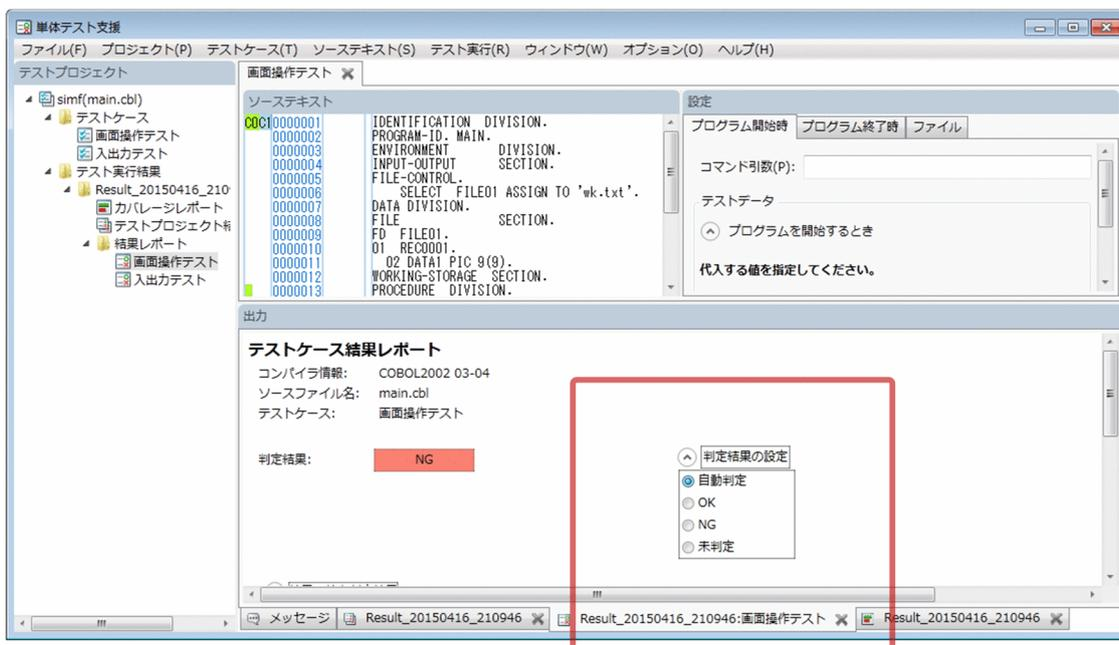 単体テスト支援
ファイル(F) プロジェクト(P) テストケース(T) ソーステキスト(S) テスト実行(R) ウィンドウ(W) オプション(O) ヘルプ(H)
テストプロジェクト
simf(main.cbl)
テストケース
画面操作テスト
入出力テスト
テスト実行結果
Result_20150416_210
カバレージレポート
テストプロジェクト
結果レポート
画面操作テスト
入出力テスト
画面操作テスト
ソーステキスト
C0C10000001 IDENTIFICATION DIVISION.
0000002 PROGRAM-ID. MAIN.
0000003 ENVIRONMENT DIVISION.
0000004 INPUT-OUTPUT SECTION.
0000005 FILE-CONTROL.
0000006 SELECT FILE01 ASSIGN TO 'wk.txt'.
0000007 DATA DIVISION.
0000008 FILE SECTION.
0000009 FD FILE01.
0000010 01 REC0001.
0000011 02 DATA1 PIC 9(9).
0000012 WORKING-STORAGE SECTION.
0000013 PROCEDURE DIVISION.
設定
プログラム開始時 プログラム終了時 ファイル
コマンド引数(P):
テストデータ
プログラムを開始するとき
代入する値を指定してください。
出力
テストケース結果レポート
コンパイラ情報: COBOL2002 03-04
ソースファイル名: main.cbl
テストケース: 画面操作テスト
判定結果: NG
判定結果の設定
自動判定
OK
NG
未判定
メッセージ Result_20150416_210946 Result_20150416_210946:画面操作テスト Result_20150416_210946